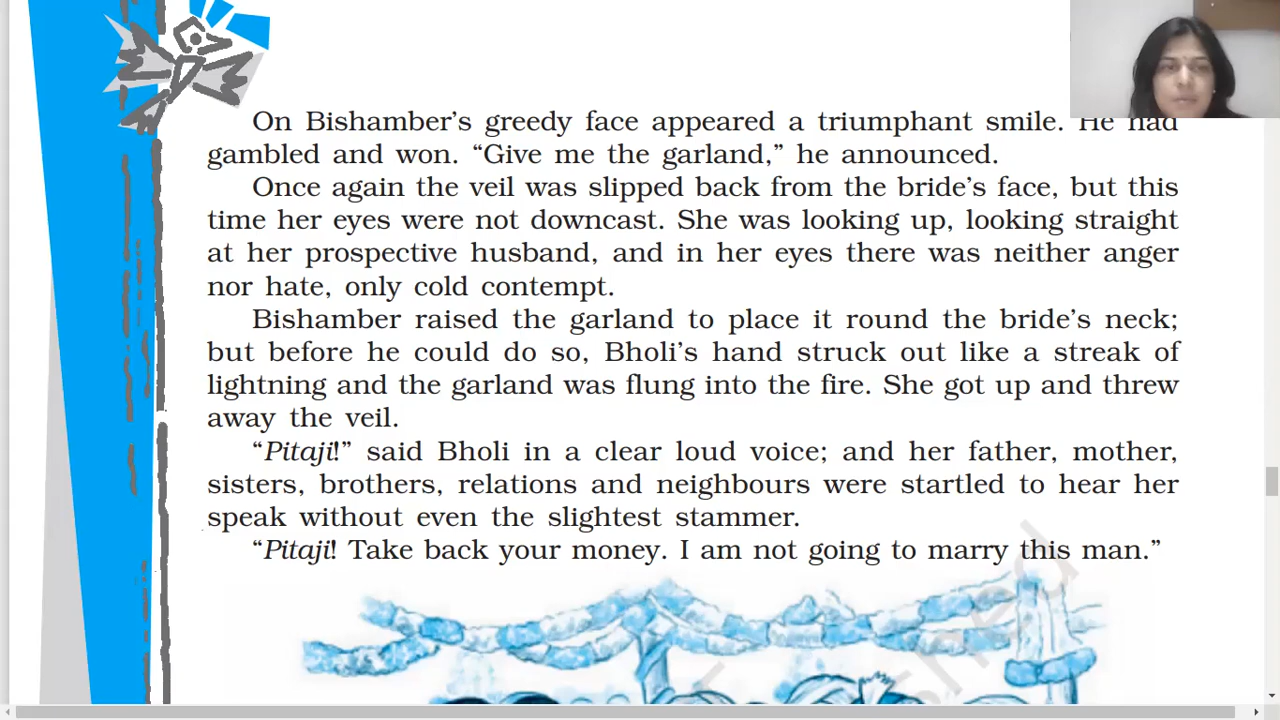 On Bishamber’s greedy face appeared a triumphant smile. He had
gambled and won. “Give me the garland,” he announced.
Once again the veil was slipped back from the bride’s face, but this
time her eyes were not downcast. She was looking up, looking straight
at her prospective husband, and in her eyes there was neither anger
nor hate, only cold contempt.
Bishamber raised the garland to place it round the bride’s neck;
but before he could do so, Bholi’s hand struck out like a streak of
lightning and the garland was flung into the fire. She got up and threw
away the veil.
“Pitaji!” said Bholi in a clear loud voice; and her father, mother,
sisters, brothers, relations and neighbours were startled to hear her
speak without even the slightest stammer.
“Pitaji! Take back your money. I am not going to marry this man.”